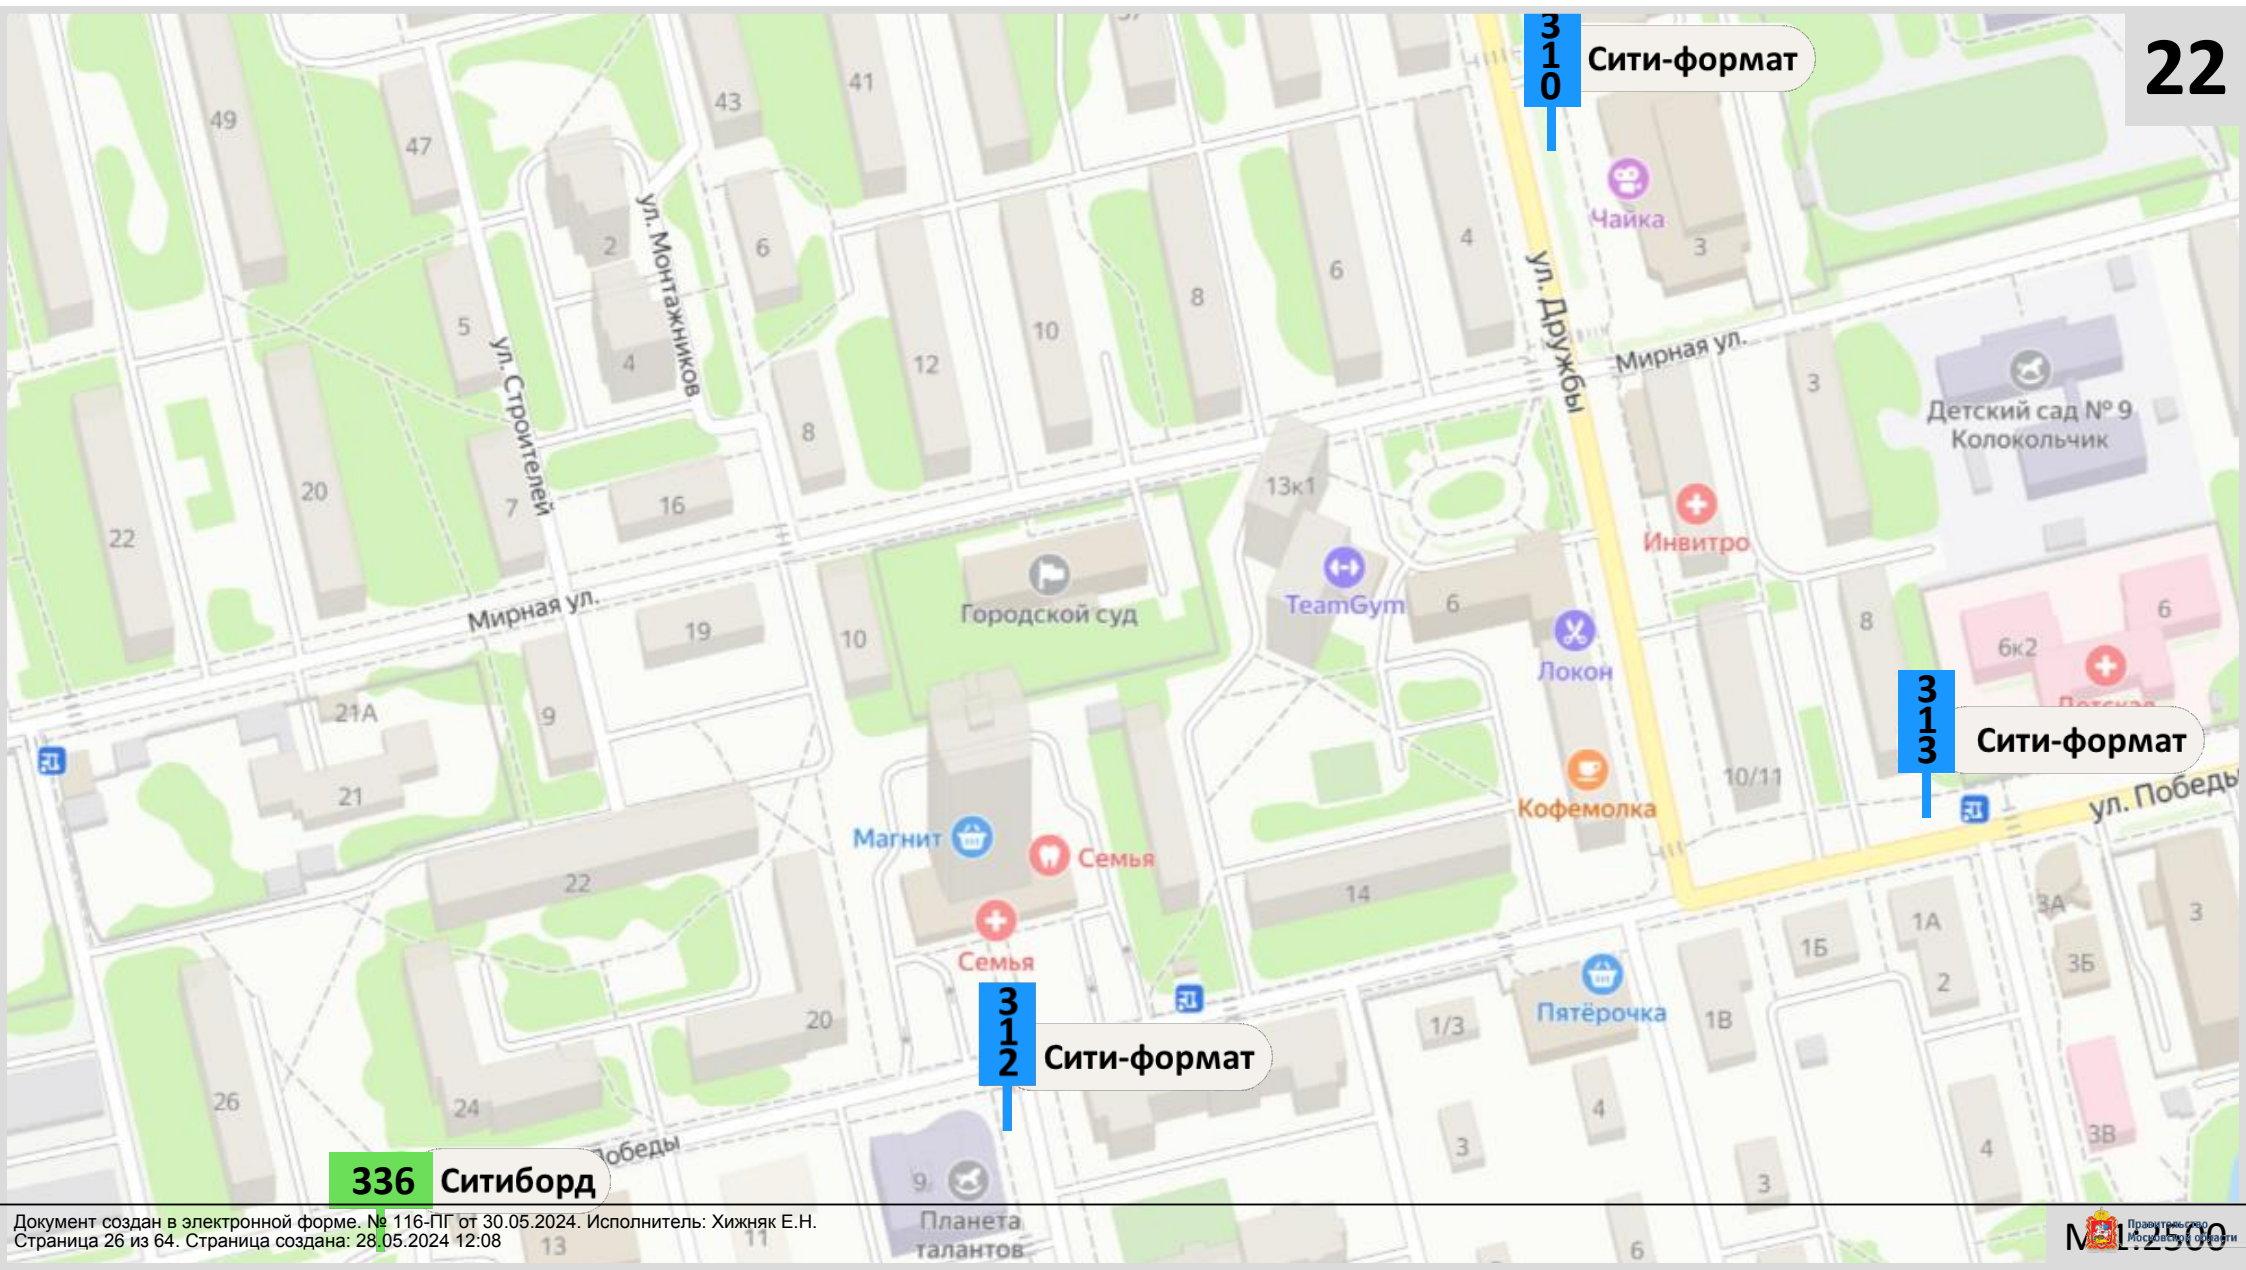 3
1
0
Сити-формат
22
37
49
47
43
41
2
ул. Монтажников
6
4
Чайка
3
6
8
10
12
5
4
ул. Строителей
ул. Дружбы
Мирная ул.
3
Детский сад № 9
Колокольчик
8
20
7
16
22
13к1
Инвитро
Мирная ул.
19
10
Городской суд
TeamGym
6
Локон
8
6к2
6
21А
9
21
3
1
3
Сити-формат
10/11
Кофемолка
ул. Победы
Магнит
Семья
22
14
Семья
20
3
1
2
Сити-формат
1/3
Пятёрочка
1В
1Б
1А
2
3А
3Б
3
26
24
4
3
4
3В
3
336
Ситиборд
9
Планета
талантов
13
11
6
Документ создан в электронной форме. № 116-ПГ от 30.05.2024. Исполнитель: Хижняк Е.Н.
Страница 26 из 64. Страница создана: 28.05.2024 12:08
Правительство
Московской области